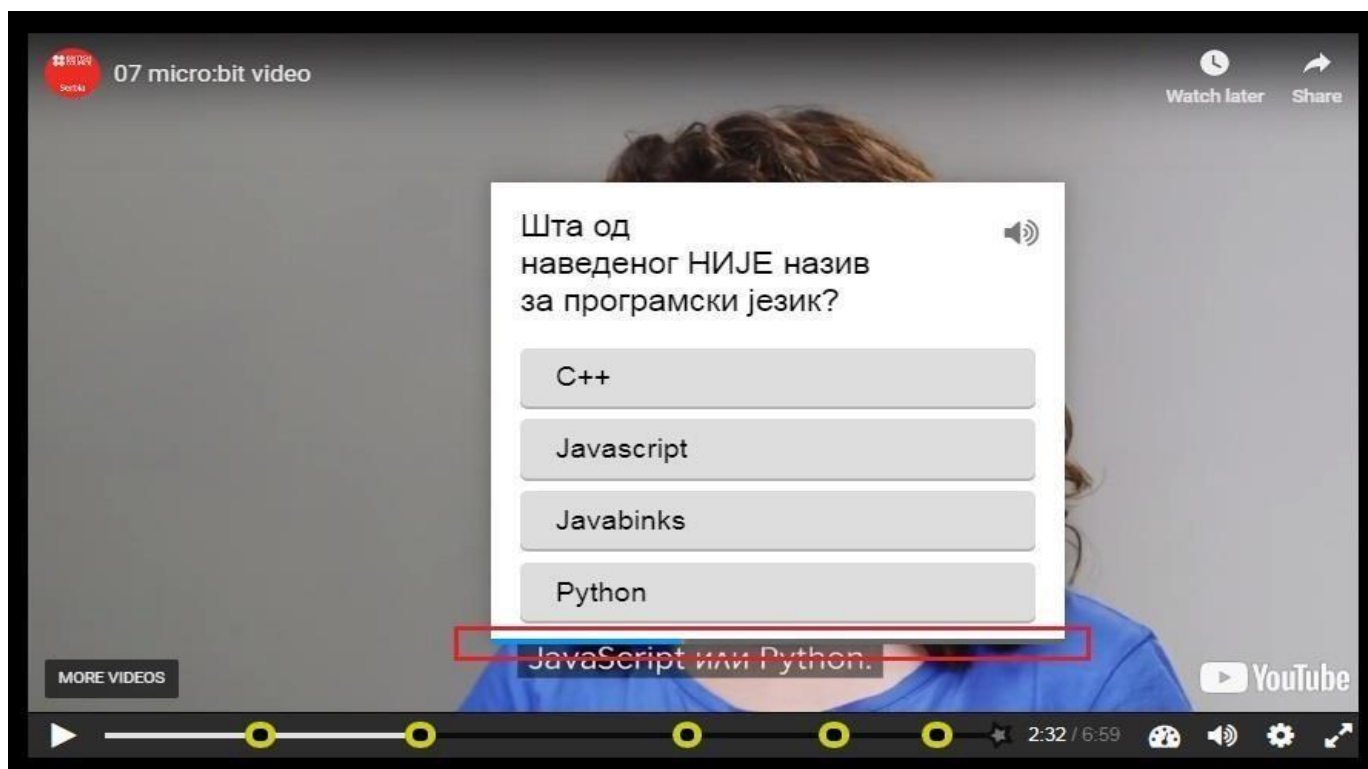 07 micro:bit video
Watch later
Share
Serbia
Шта од
наведеног НИЈЕ назив
за програмски језик?
C++
Javascript
Javabinks
Python
JavaScript или Python.
MORE VIDEOS
YouTube
2:32 / 6:59